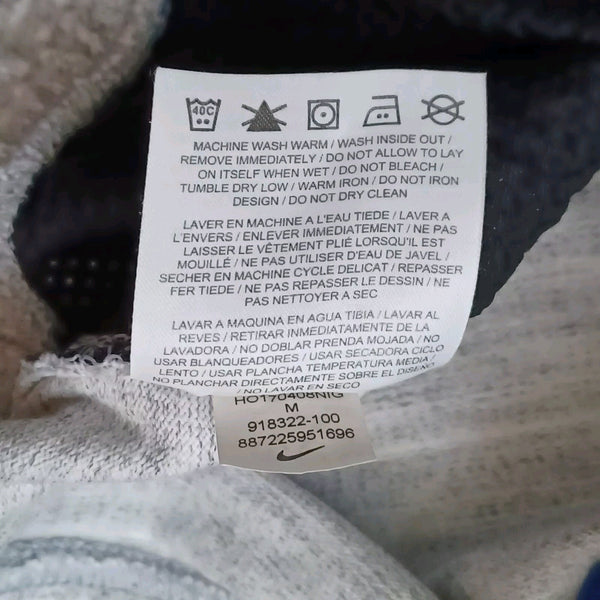 40C
MACHINE WASH WARM / WASH INSIDE OUT /
REMOVE IMMEDIATELY / DO NOT ALLOW TO LAY
ON ITSELF WHEN WET / DO NOT BLEACH /
TUMBLE DRY LOW / WARM IRON / DO NOT IRON
DESIGN / DO NOT DRY CLEAN
LAVER EN MACHINE A L'EAU TIEDE / LAVER A
L'ENVERS / ENLEVER IMMEDIATEMENT / NE PAS
LAISSER LE VÊTEMENT PLIÉ LORSQU'IL EST
MOUILLÉ / NE PAS UTILISER D'EAU DE JAVEL /
SECHER EN MACHINE CYCLE DELICAT / REPASSER
FER TIEDE / NE PAS REPASSER LE DESSIN / NE
PAS NETTOYER A SEC
LAVAR A MAQUINA EN AGUA TIBIA / LAVAR AL
REVES / RETIRAR INMEDIATAMENTE DE LA
LAVADORA / NO DOBLAR PRENDA MOJADA / NO
USAR BLANQUEADORES / USAR SECADORA CICLO
LENTO / USAR PLANCHA TEMPERATURA MEDIA /
NO PLANCHAR DIRECTAMENTE SOBRE EL DISEÑO
/ NO LAVAR EN SECO
HO170408NIG
M
918322-100
887225951696